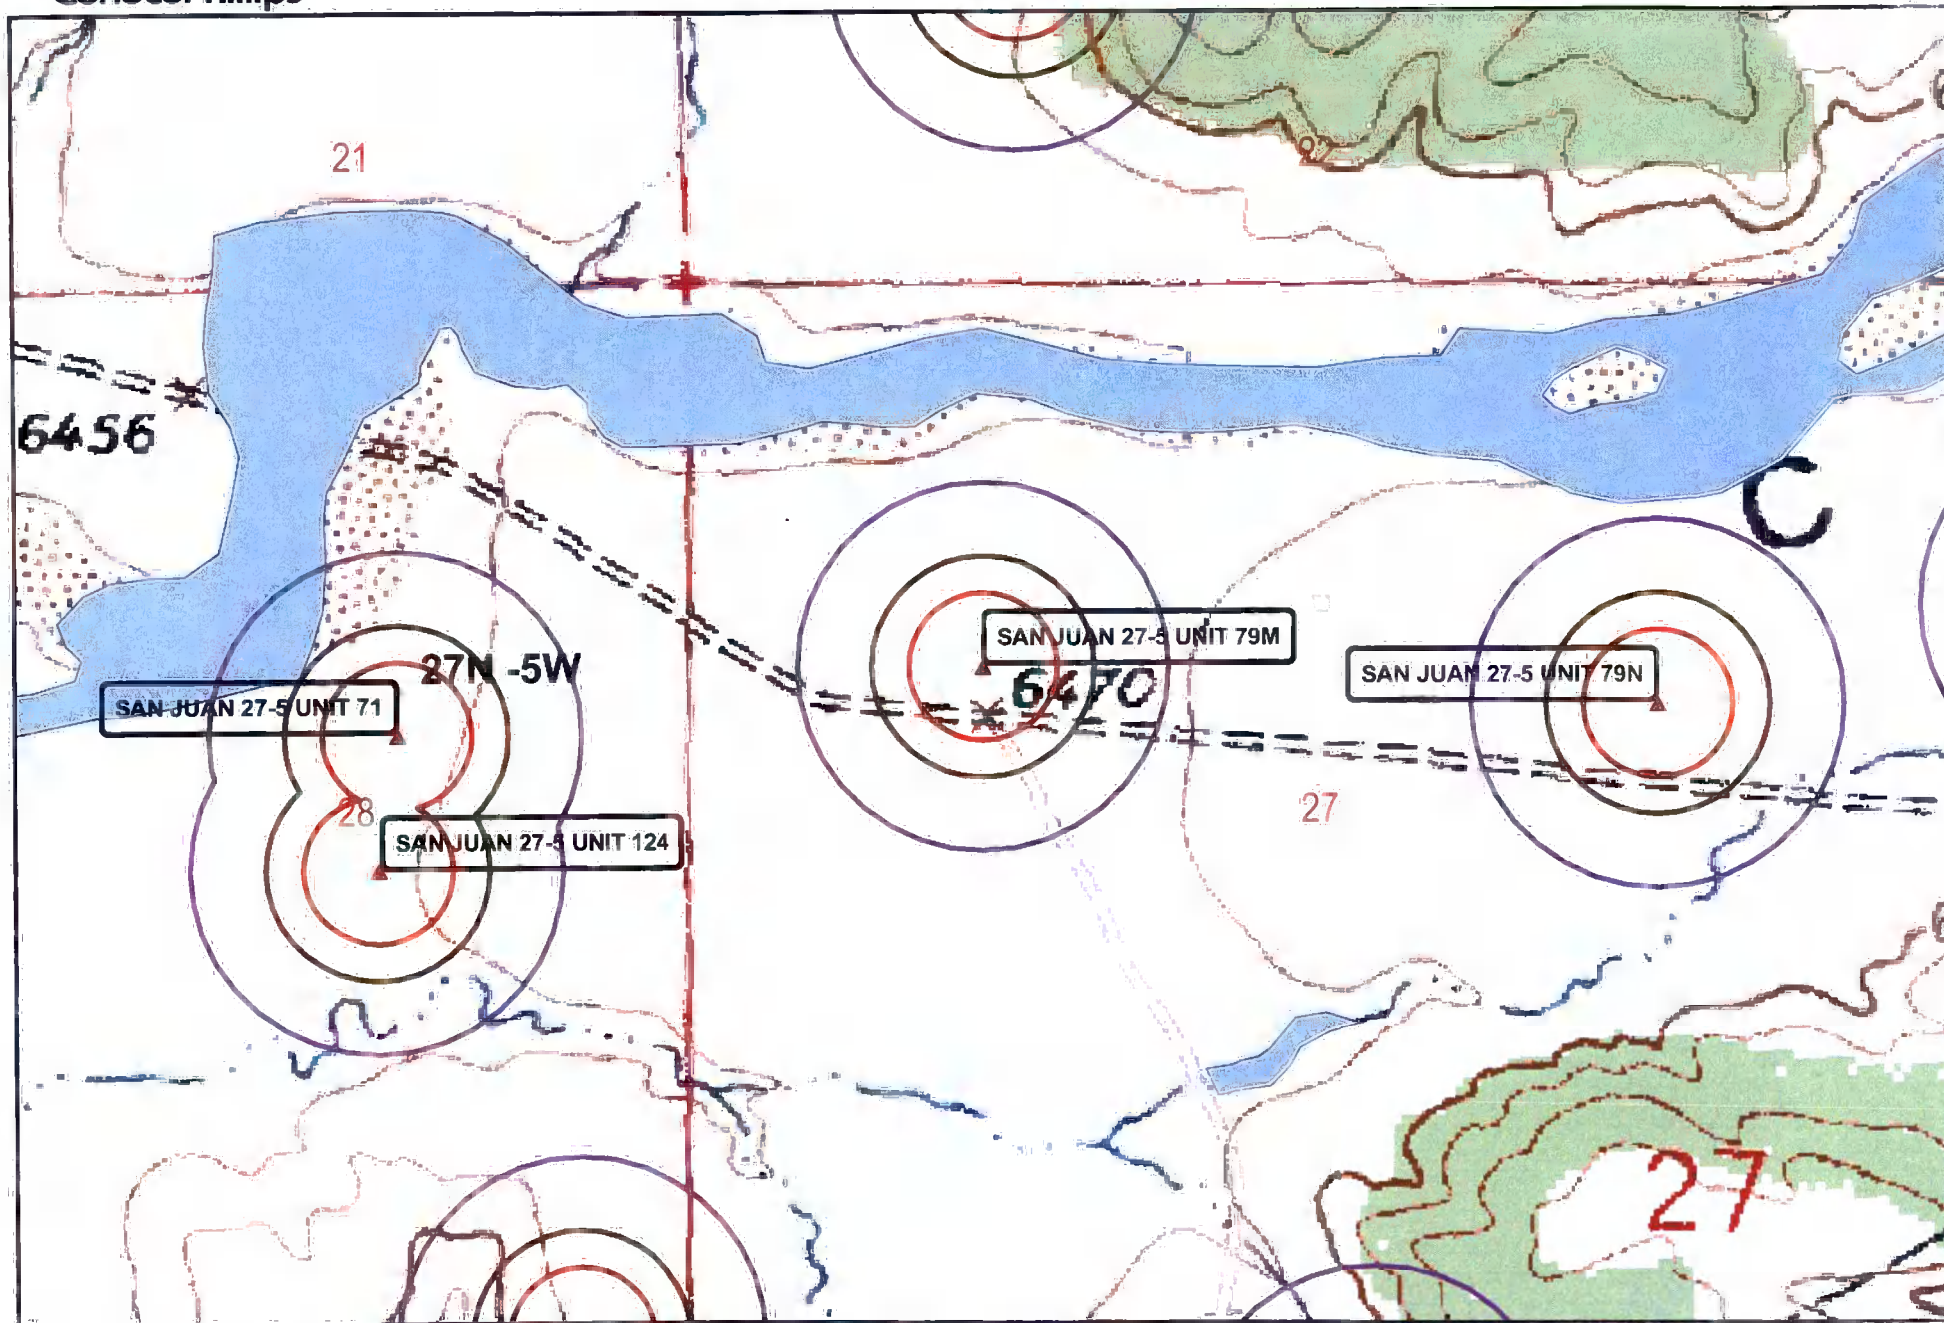 21
22
6456
C
SAN JUAN 27-5 UNIT 79M
27N -5W
SAN JUAN 27-5 UNIT 79N
6470
SAN JUAN 27-5 UNIT 71
28
27
SAN JUAN 27-5 UNIT 124
27